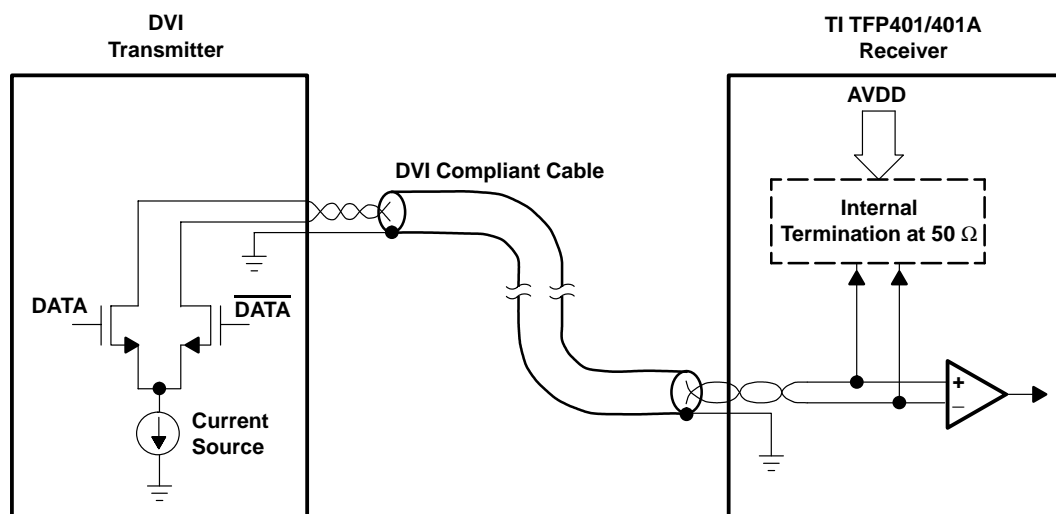 DVI
Transmitter
TI TFP401/401A
Receiver
AVDD
DVI Compliant Cable
Internal
Termination at 50 Ω
DATA
DATA
+
−
Current
Source